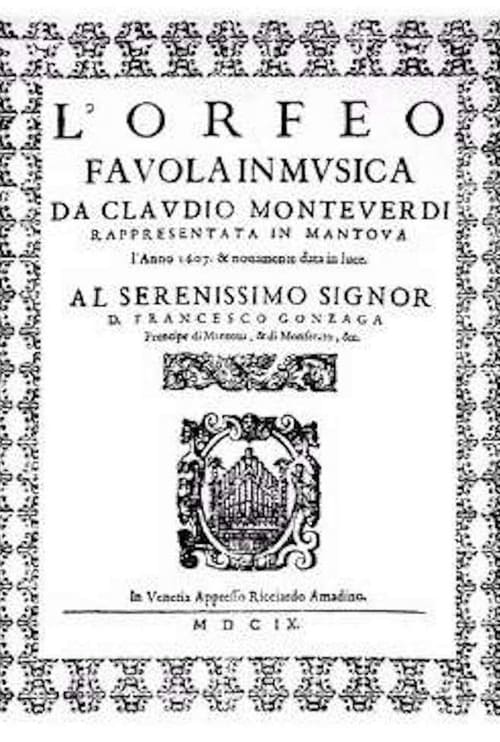 L'ORFEO
FAVOLA IN MVSICA
DA CLAVDIO MONTEVERDI
RAPPRESENTATA IN MANTOVA
l'Anno 1607. & nouamente data in luce.
AL SERENISSIMO SIGNOR
D. FRANCESCO GONZAGA
Prencipe di Mantoua, & di Monferato, &c.
In Venetia Appresso Ricciardo Amadino.
M D C IX.